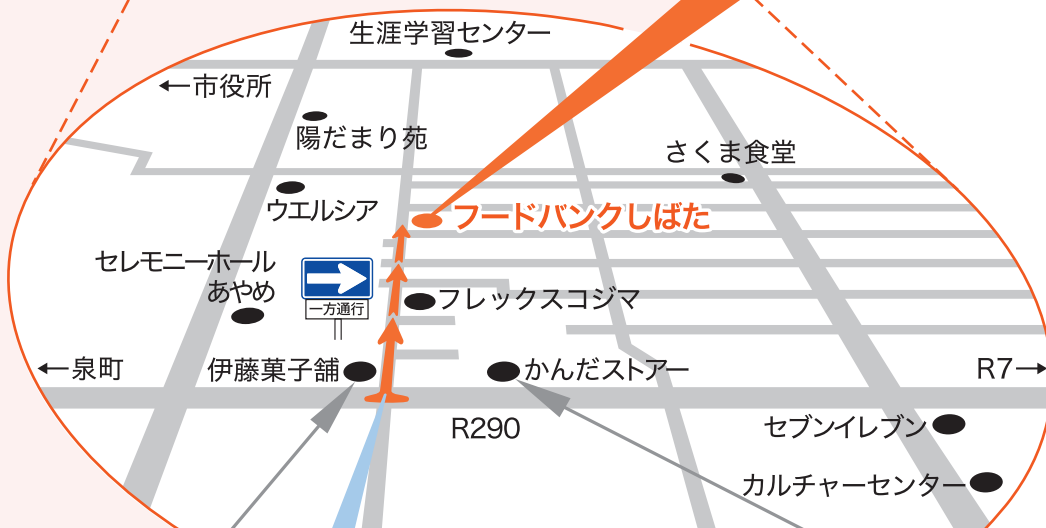 生涯学習センター
←市役所
陽だまり苑
さくま食堂
ウエルシア
フードバンクしばた
セレモニーホール
あやめ
一方通行
フレックスコジマ
←泉町
伊藤菓子舗
かんだストアー
R7→
R290
セブンイレブン
カルチャーセンター